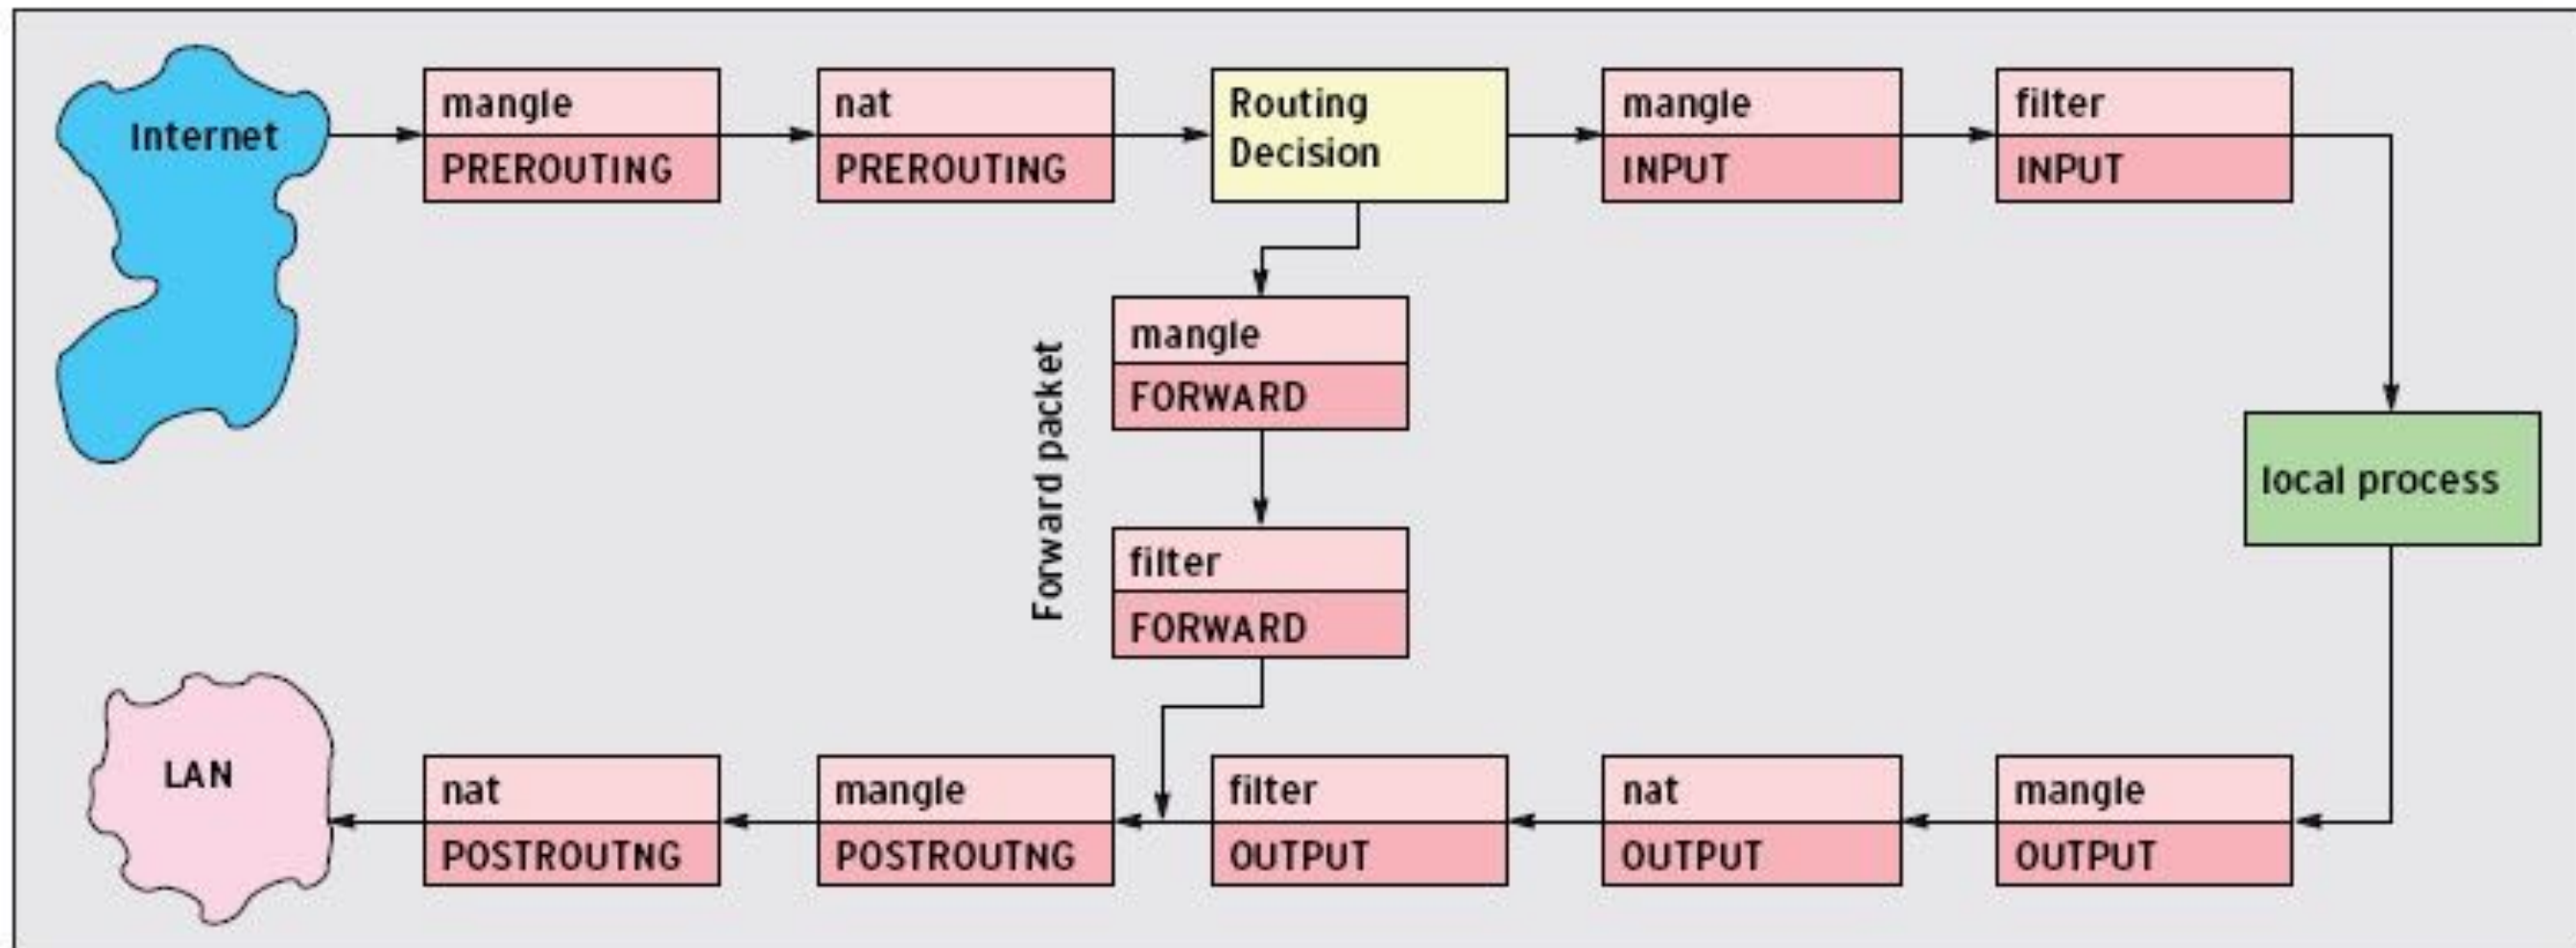 Internet
mangle
PREROUTING
nat
PREROUTING
Routing
Decision
mangle
INPUT
filter
INPUT
Forward packet
mangle
FORWARD
filter
FORWARD
local process
LAN
nat
POSTROUTNG
mangle
POSTROUTNG
filter
OUTPUT
nat
OUTPUT
mangle
OUTPUT